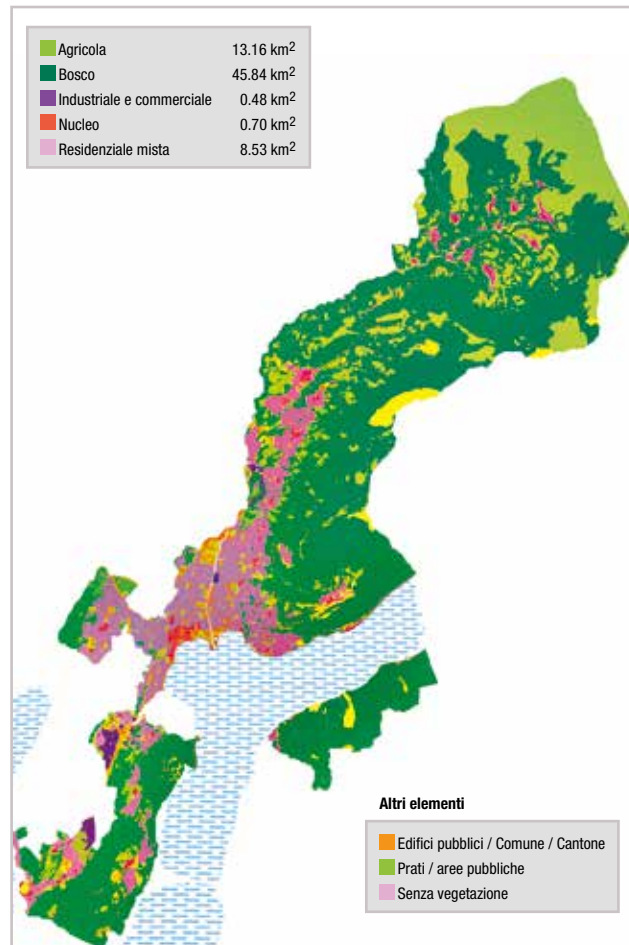 Agricola 13.16 km²
Bosco 45.84 km²
Industriale e commerciale 0.48 km²
Nucleo 0.70 km²
Residenziale mista 8.53 km²
Altri elementi
Edifici pubblici / Comune / Cantone
Prati / aree pubbliche
Senza vegetazione